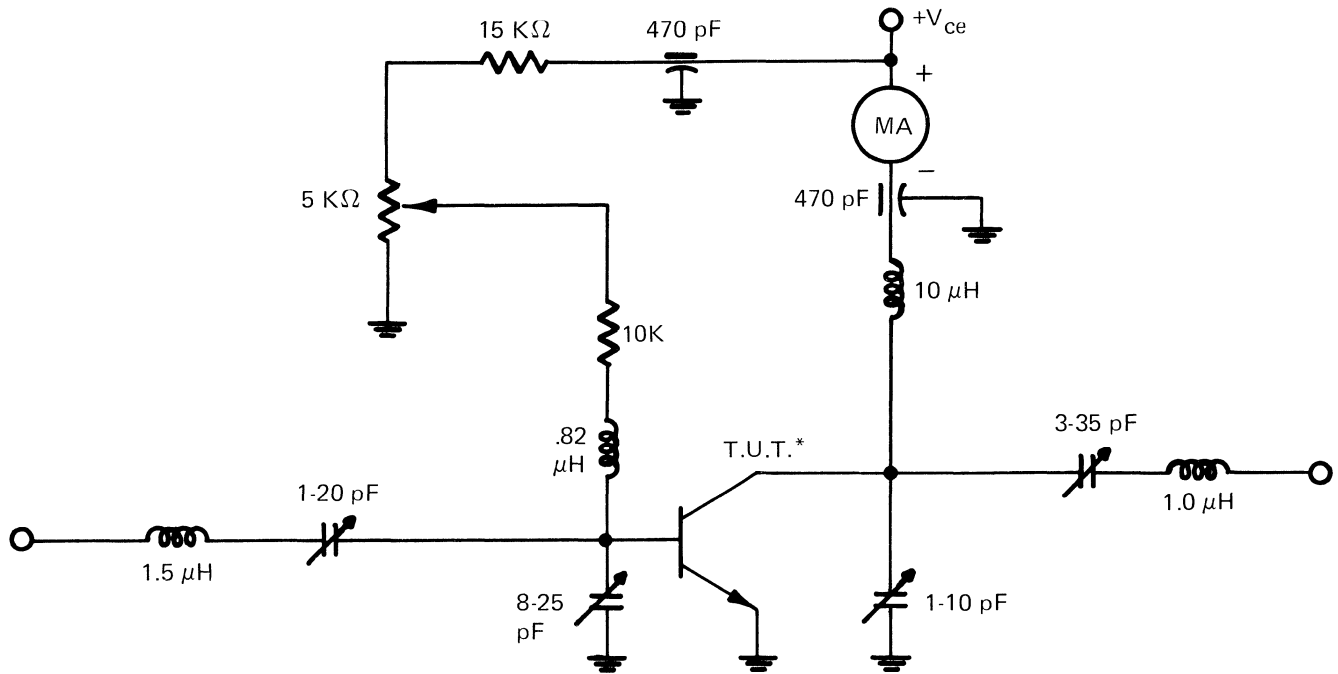 +Vce
15 KΩ
470 pF
+
MA
−
5 KΩ
470 pF
10 μH
10K
.82
μH
T.U.T.*
3-35 pF
1-20 pF
1.0 μH
1.5 μH
8-25
pF
1-10 pF